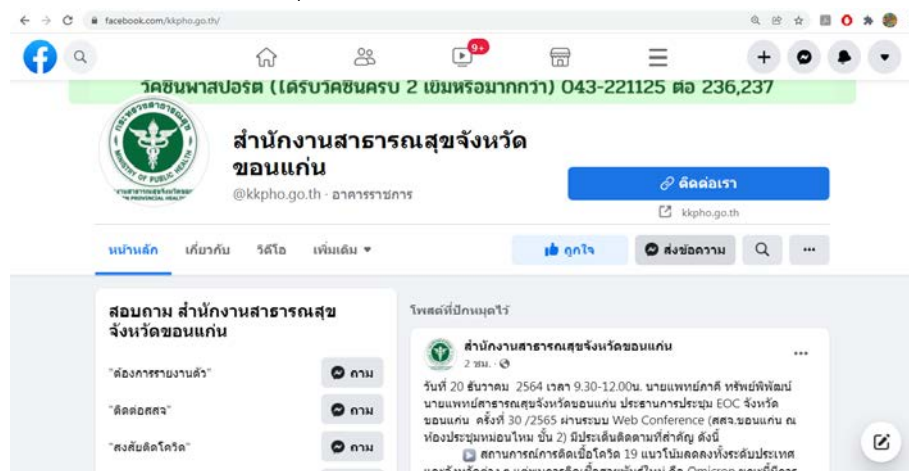 facebook.com/kkpho.go.th/
9+
วัคซีนพาสปอร์ต (ได้รับวัคซีนครบ 2 เข็มหรือมากกว่า) 043-221125 ต่อ 236,237
กระทรวงสาธารณสุข
MINISTRY OF PUBLIC HEALTH
สำนักงานสาธารณสุขจังหวัด
ขอนแก่น
@kkpho.go.th · อาคารราชการ
ติดต่อเรา
kkpho.go.th
หน้าหลัก เกี่ยวกับ วิดีโอ เพิ่มเติม
ถูกใจ ส่งข้อความ
สอบถาม สำนักงานสาธารณสุข
จังหวัดขอนแก่น
"ต้องการรายงานตัว" ถาม
"ติดต่อสสจ" ถาม
"สงสัยติดโควิด" ถาม
โพสต์ที่ปักหมุดไว้
สำนักงานสาธารณสุขจังหวัดขอนแก่น
2 ชม. ·
วันที่ 20 ธันวาคม 2564 เวลา 9.30-12.00น. นายแพทย์ภาคี ทรัพย์พิพัฒน์
นายแพทย์สาธารณสุขจังหวัดขอนแก่น ประธานการประชุม EOC จังหวัด
ขอนแก่น ครั้งที่ 30 /2565 ผ่านระบบ Web Conference (สสจ.ขอนแก่น ณ
ห้องประชุมหม่อนไหม ชั้น 2) มีประเด็นติดตามที่สำคัญ ดังนี้
สถานการณ์การติดเชื้อโควิด 19 แนวโน้มลดลงทั้งระดับประเทศ